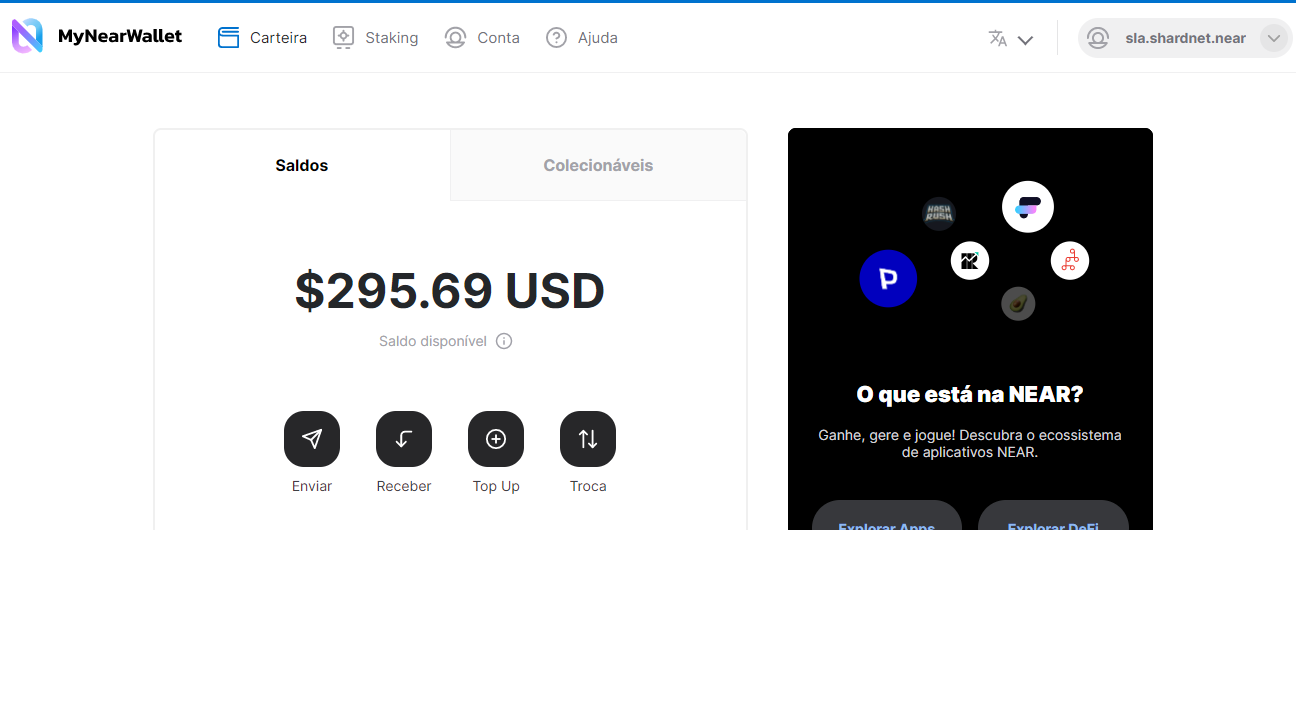 MyNearWallet
Carteira
Staking
Conta
Ajuda
sla.shardnet.near
Saldos
Colecionáveis
$295.69 USD
Saldo disponível
Enviar
Receber
Top Up
Troca
HASH
RUSH
O que está na NEAR?
Ganhe, gere e jogue! Descubra o ecossistema
de aplicativos NEAR.
Explorar Apps
Explorar DeFi